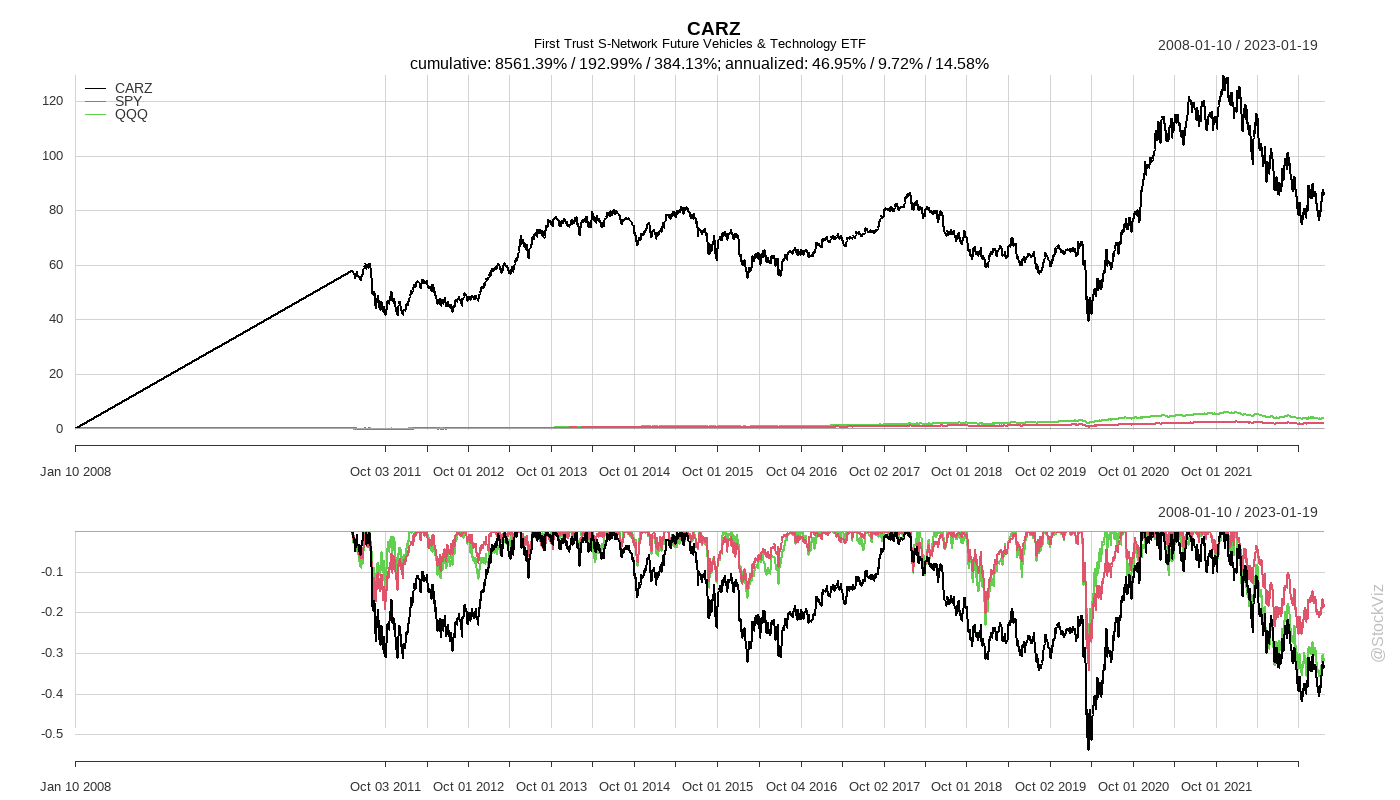 CARZ
First Trust S-Network Future Vehicles & Technology ETF
2008-01-10 / 2023-01-19
cumulative: 8561.39% / 192.99% / 384.13%; annualized: 46.95% / 9.72% / 14.58%
CARZ
SPY
QQQ
120
100
80
60
40
20
0
Jan 10 2008 Oct 03 2011 Oct 01 2012 Oct 01 2013 Oct 01 2014 Oct 01 2015 Oct 04 2016 Oct 02 2017 Oct 01 2018 Oct 02 2019 Oct 01 2020 Oct 01 2021
2008-01-10 / 2023-01-19
-0.1
-0.2
-0.3
-0.4
-0.5
Jan 10 2008 Oct 03 2011 Oct 01 2012 Oct 01 2013 Oct 01 2014 Oct 01 2015 Oct 04 2016 Oct 02 2017 Oct 01 2018 Oct 02 2019 Oct 01 2020 Oct 01 2021
@StockViz